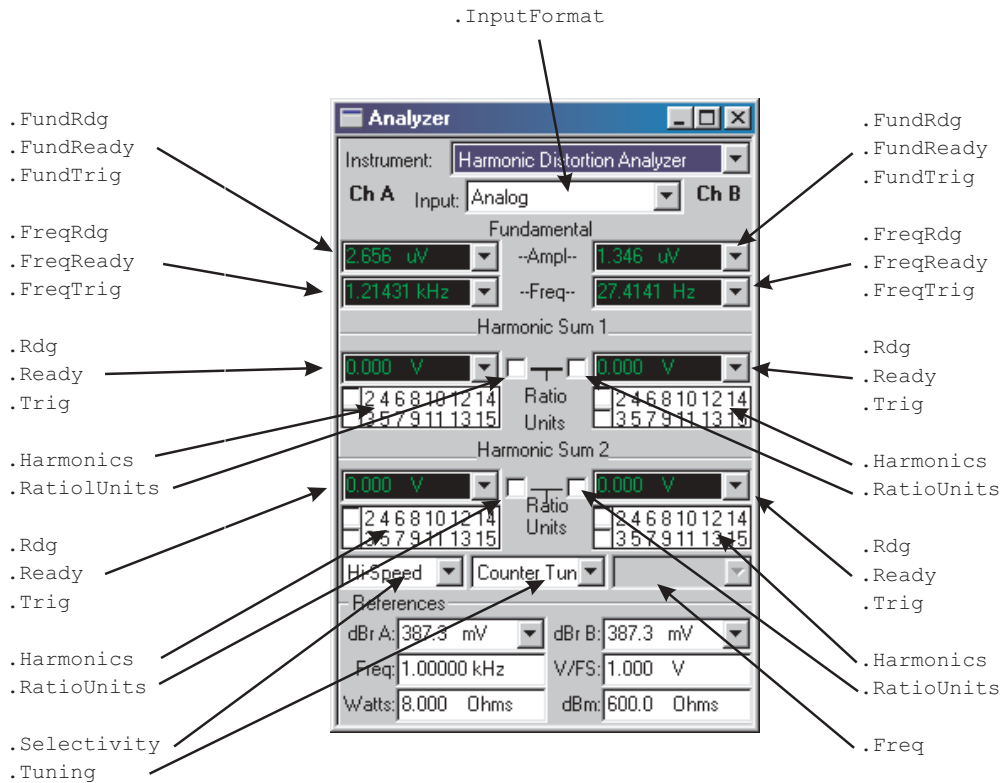 .InputFormat
.FundRdg
.FundReady
.FundTrig
.FreqRdg
.FreqReady
.FreqTrig
.Rdg
.Ready
.Trig
.Harmonics
.RatiolUnits
.Rdg
.Ready
.Trig
.Harmonics
.RatioUnits
.Selectivity
.Tuning
Analyzer
Instrument: Harmonic Distortion Analyzer
Ch A Input: Analog Ch B
Fundamental
2.656 uV --Ampl-- 1.346 uV
1.21431 kHz --Freq-- 27.4141 Hz
Harmonic Sum 1
0.000 V 0.000 V
2 4 6 8 10 12 14 Ratio 2 4 6 8 10 12 14
3 5 7 9 11 13 15 Units 3 5 7 9 11 13 15
Harmonic Sum 2
0.000 V 0.000 V
2 4 6 8 10 12 14 Ratio 2 4 6 8 10 12 14
3 5 7 9 11 13 15 Units 3 5 7 9 11 13 15
Hi-Speed Counter Tun
References
dBr A: 387.3 mV dBr B: 387.3 mV
Freq: 1.00000 kHz V/FS: 1.000 V
Watts: 8.000 Ohms dBm: 600.0 Ohms
.FundRdg
.FundReady
.FundTrig
.FreqRdg
.FreqReady
.FreqTrig
.Rdg
.Ready
.Trig
.Harmonics
.RatioUnits
.Rdg
.Ready
.Trig
.Harmonics
.RatioUnits
.Freq